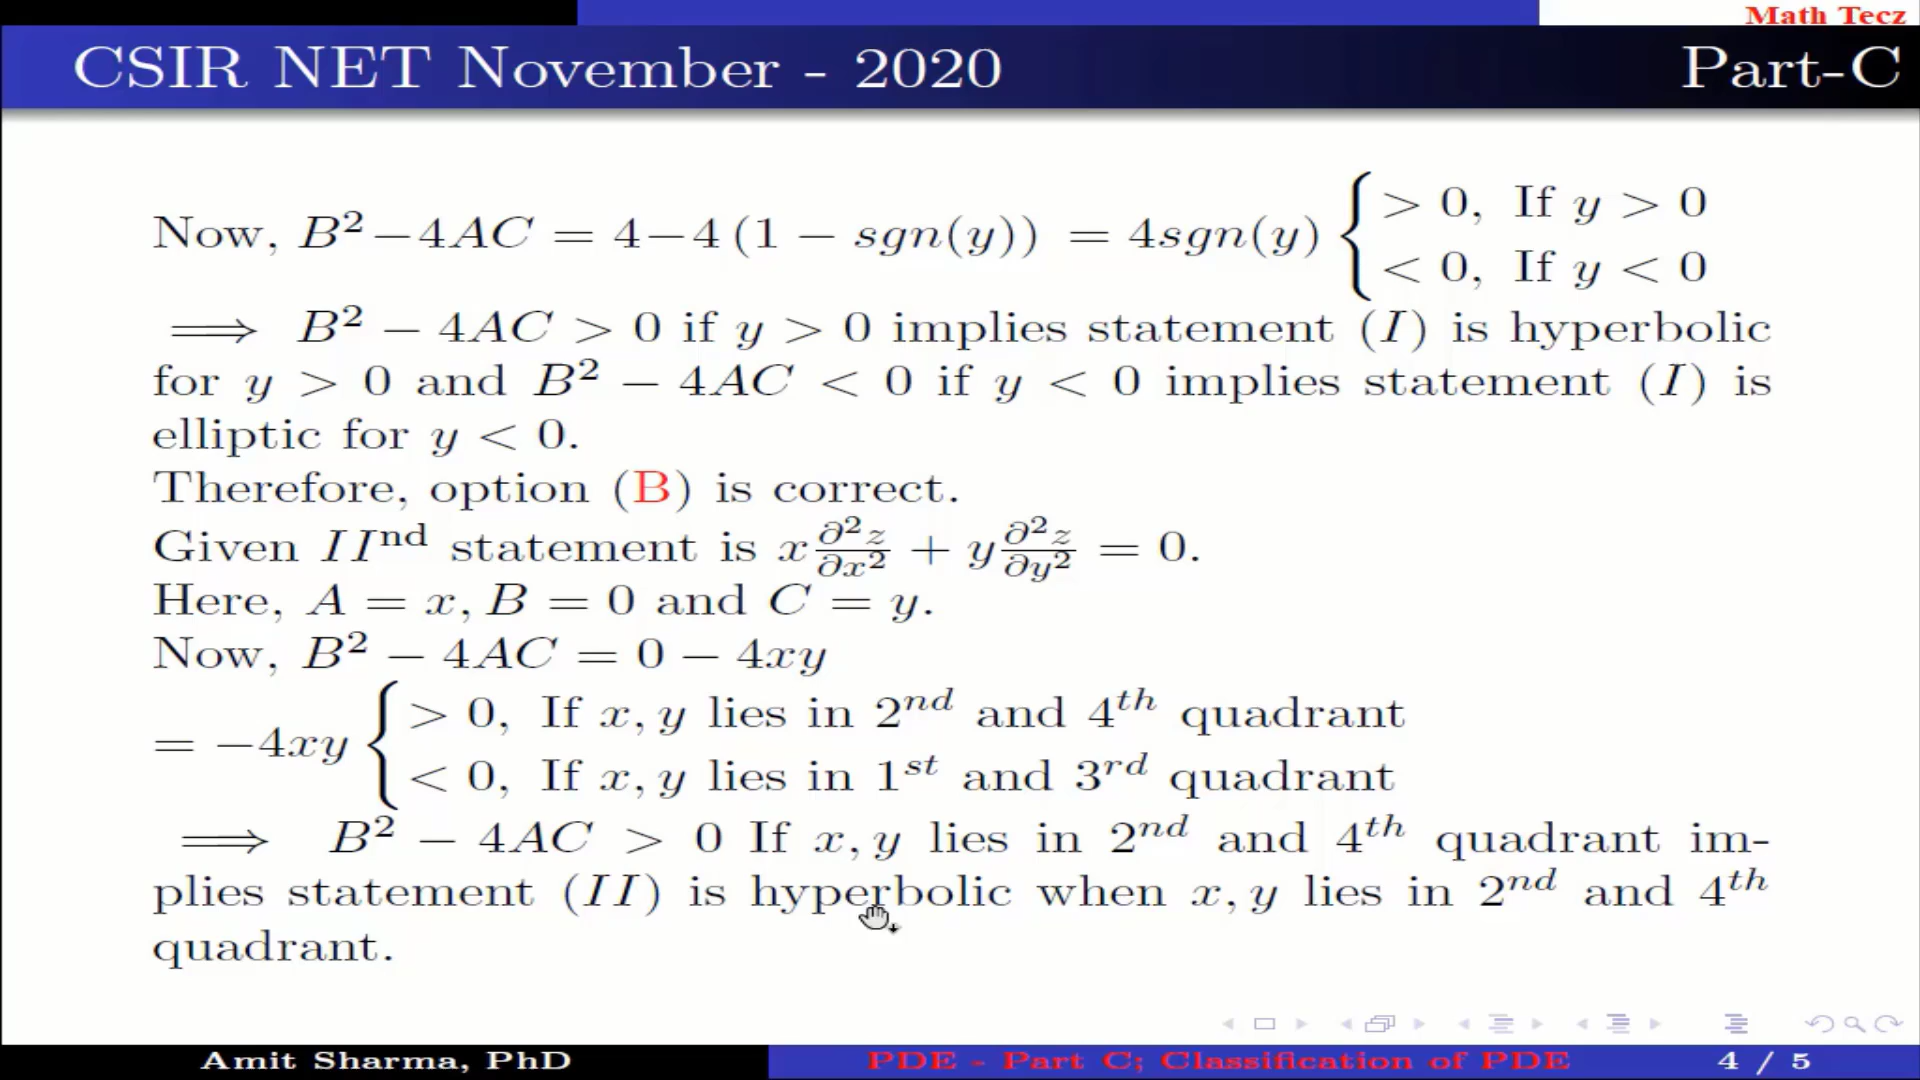 Math Tecz
CSIR NET November - 2020 Part-C
Now, B² − 4AC = 4 − 4 (1 − sgn(y)) = 4sgn(y) { > 0, If y > 0
< 0, If y < 0
⟹ B² − 4AC > 0 if y > 0 implies statement (I) is hyperbolic
for y > 0 and B² − 4AC < 0 if y < 0 implies statement (I) is
elliptic for y < 0.
Therefore, option (B) is correct.
Given IIⁿᵈ statement is x ∂²z/∂x² + y ∂²z/∂y² = 0.
Here, A = x, B = 0 and C = y.
Now, B² − 4AC = 0 − 4xy
= −4xy { > 0, If x, y lies in 2ⁿᵈ and 4ᵗʰ quadrant
< 0, If x, y lies in 1ˢᵗ and 3ʳᵈ quadrant
⟹ B² − 4AC > 0 If x, y lies in 2ⁿᵈ and 4ᵗʰ quadrant im-
plies statement (II) is hyperbolic when x, y lies in 2ⁿᵈ and 4ᵗʰ
quadrant.
Amit Sharma, PhD PDE - Part C; Classification of PDE 4 / 5